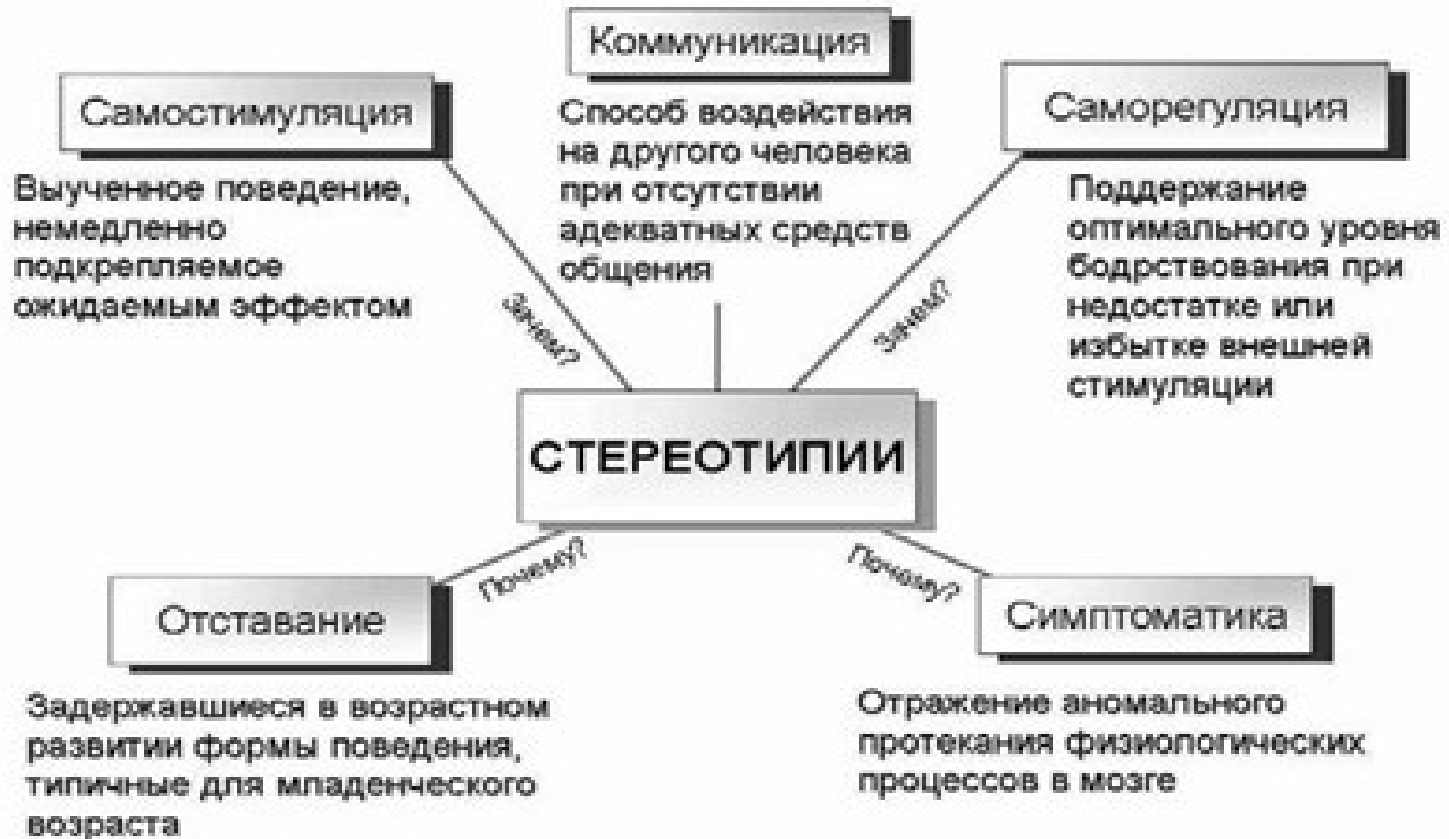 Коммуникация
Способ воздействия
на другого человека
при отсутствии
адекватных средств
общения
Самостимуляция
Выученное поведение,
немедленно
подкрепляемое
ожидаемым эффектом
Саморегуляция
Поддержание
оптимального уровня
бодрствования при
недостатке или
избытке внешней
стимуляции
Зачем?
Зачем?
СТЕРЕОТИПИИ
Почему?
Почему?
Отставание
Задержавшиеся в возрастном
развитии формы поведения,
типичные для младенческого
возраста
Симптоматика
Отражение аномального
протекания физиологических
процессов в мозге